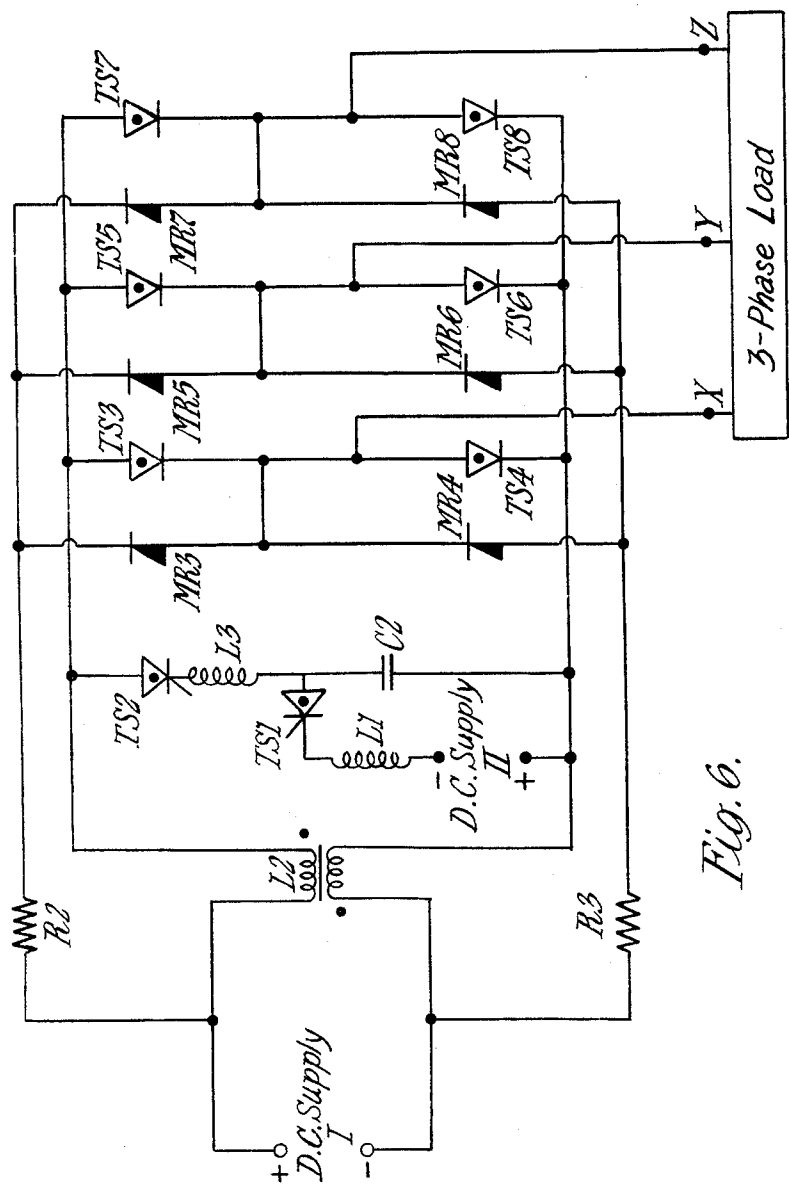 TS7
Z
MR7
MR8
TS8
TS5
Y
MR5
MR6
TS6
TS3
X
3-Phase Load
MR3
MR4
TS4
TS2
L3
C2
TS1
L1
−
D.C. Supply
II
+
L2
R2
R3
+
D.C. Supply
I
−
Fig. 6.